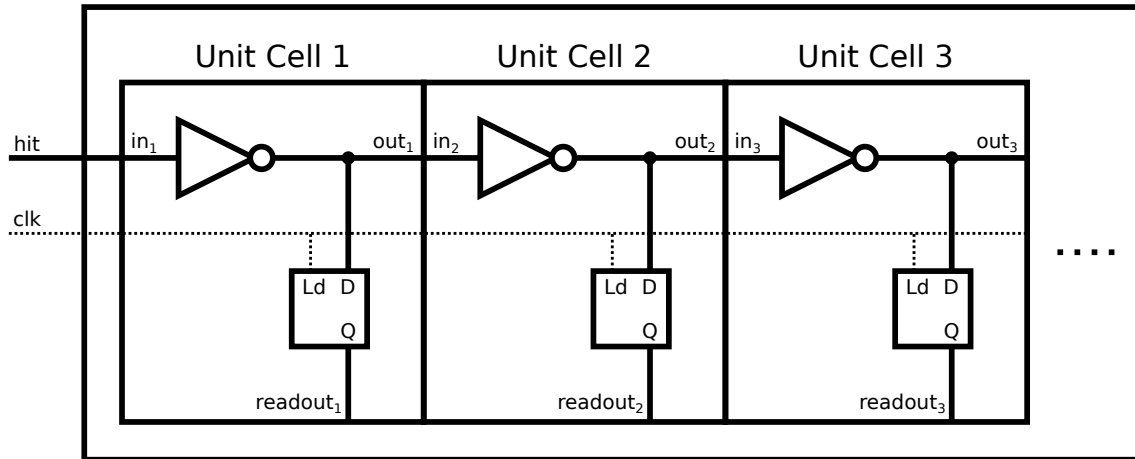 Unit Cell 1 Unit Cell 2 Unit Cell 3
hit in₁ out₁ in₂ out₂ in₃ out₃
clk
....
Ld D Ld D Ld D
Q Q Q
readout₁ readout₂ readout₃